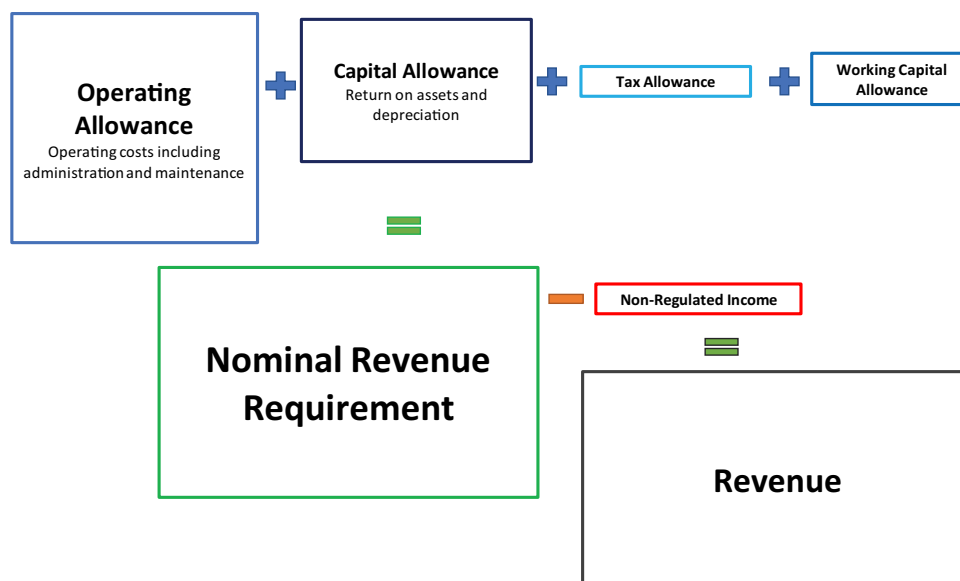 Operating
Allowance
Operating costs including
administration and maintenance
Capital Allowance
Return on assets and
depreciation
Tax Allowance
Working Capital
Allowance
Nominal Revenue
Requirement
Non-Regulated Income
Revenue